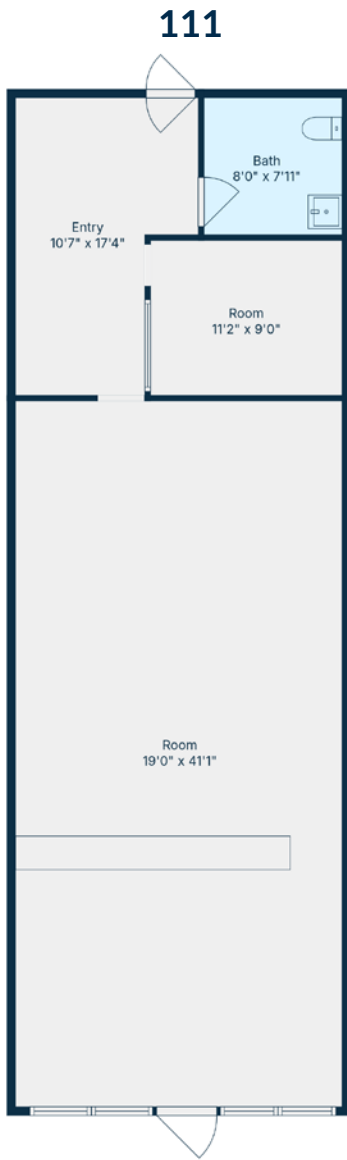 111
Bath
8'0" x 7'11"
Entry
10'7" x 17'4"
Room
11'2" x 9'0"
Room
19'0" x 41'1"